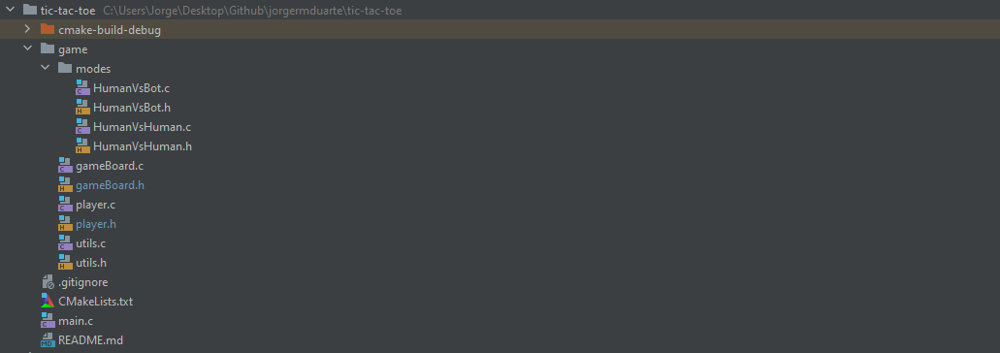 tic-tac-toe C:\Users\Jorge\Desktop\Github\jorgermduarte\tic-tac-toe
cmake-build-debug
game
modes
HumanVsBot.c
HumanVsBot.h
HumanVsHuman.c
HumanVsHuman.h
gameBoard.c
gameBoard.h
player.c
player.h
utils.c
utils.h
.gitignore
CMakeLists.txt
main.c
README.md